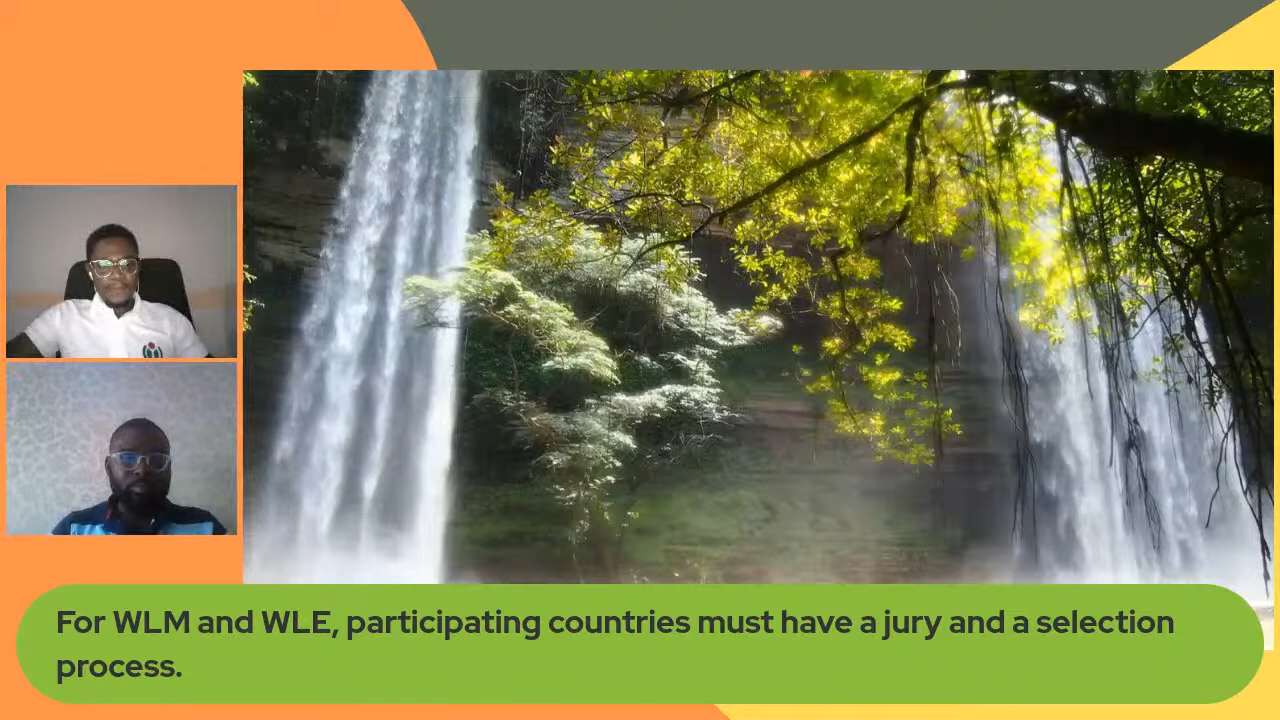 For WLM and WLE, participating countries must have a jury and a selection
process.